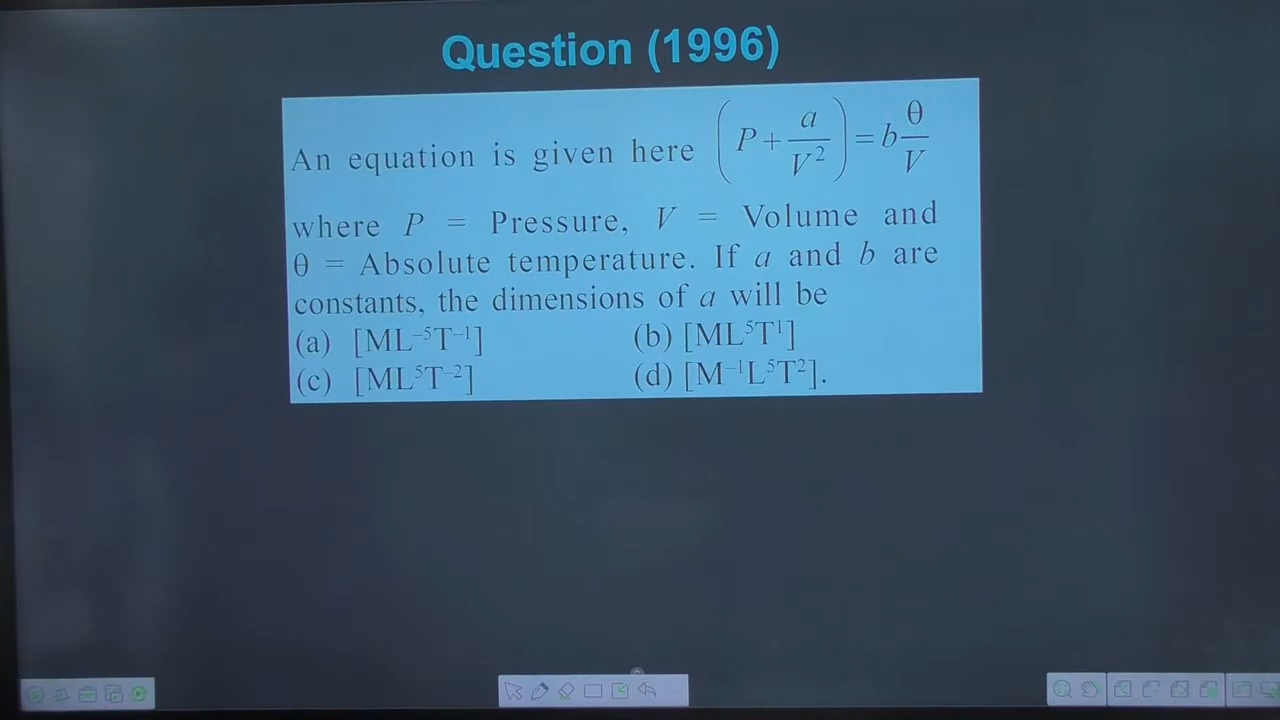 Question (1996)
An equation is given here (P + a/V²) = b θ/V
where P = Pressure, V = Volume and
θ = Absolute temperature. If a and b are
constants, the dimensions of a will be
(a) [ML⁻⁵T⁻¹] (b) [ML⁵T¹]
(c) [ML⁵T⁻²] (d) [M⁻¹L⁵T²].